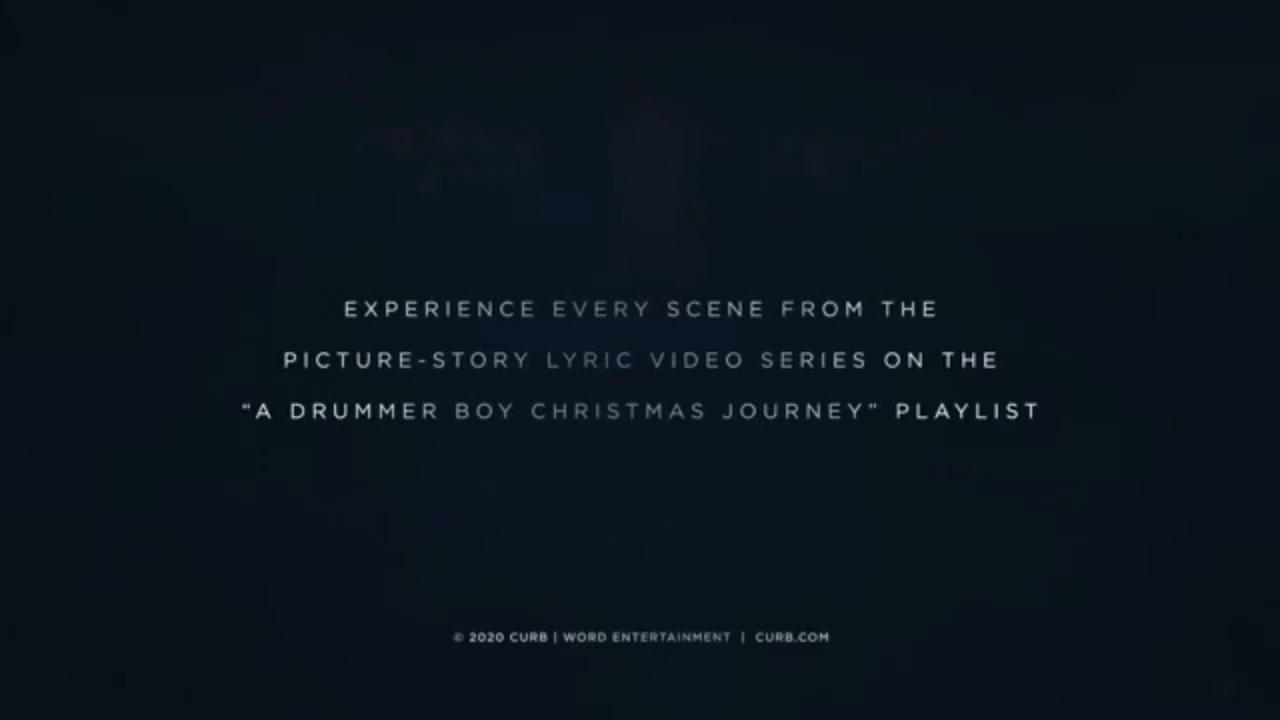 EXPERIENCE EVERY SCENE FROM THE
PICTURE-STORY LYRIC VIDEO SERIES ON THE
“A DRUMMER BOY CHRISTMAS JOURNEY” PLAYLIST
© 2020 CURB | WORD ENTERTAINMENT | CURB.COM